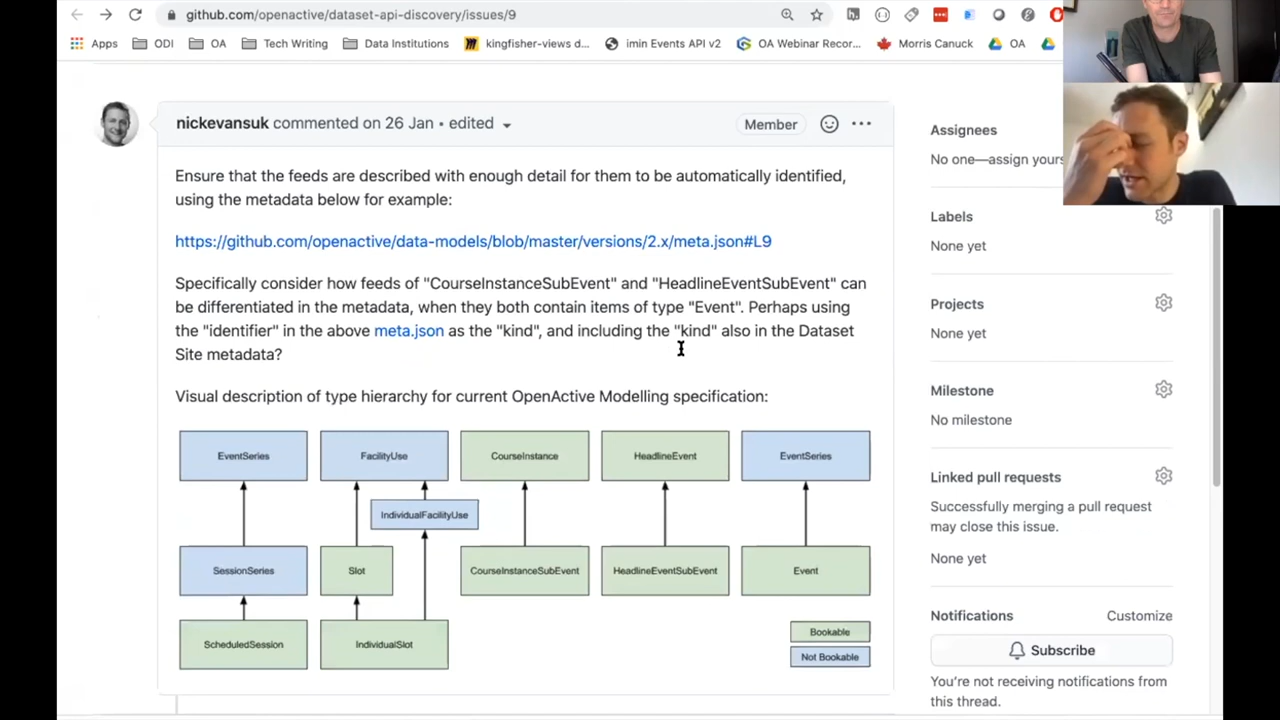 github.com/openactive/dataset-api-discovery/issues/9
Apps ODI OA Tech Writing Data Institutions kingfisher-views d... imin Events API v2 OA Webinar Recor... Morris Canuck OA
nickevansuk commented on 26 Jan • edited
Member
Ensure that the feeds are described with enough detail for them to be automatically identified,
using the metadata below for example:
https://github.com/openactive/data-models/blob/master/versions/2.x/meta.json#L9
Specifically consider how feeds of "CourseInstanceSubEvent" and "HeadlineEventSubEvent" can
be differentiated in the metadata, when they both contain items of type "Event". Perhaps using
the "identifier" in the above meta.json as the "kind", and including the "kind" also in the Dataset
Site metadata?
Visual description of type hierarchy for current OpenActive Modelling specification:
EventSeries FacilityUse CourseInstance HeadlineEvent EventSeries
IndividualFacilityUse
SessionSeries Slot CourseInstanceSubEvent HeadlineEventSubEvent Event
ScheduledSession IndividualSlot
Bookable
Not Bookable
Assignees
No one—assign yours
Labels
None yet
Projects
None yet
Milestone
No milestone
Linked pull requests
Successfully merging a pull request
may close this issue.
None yet
Notifications Customize
Subscribe
You're not receiving notifications from
this thread.